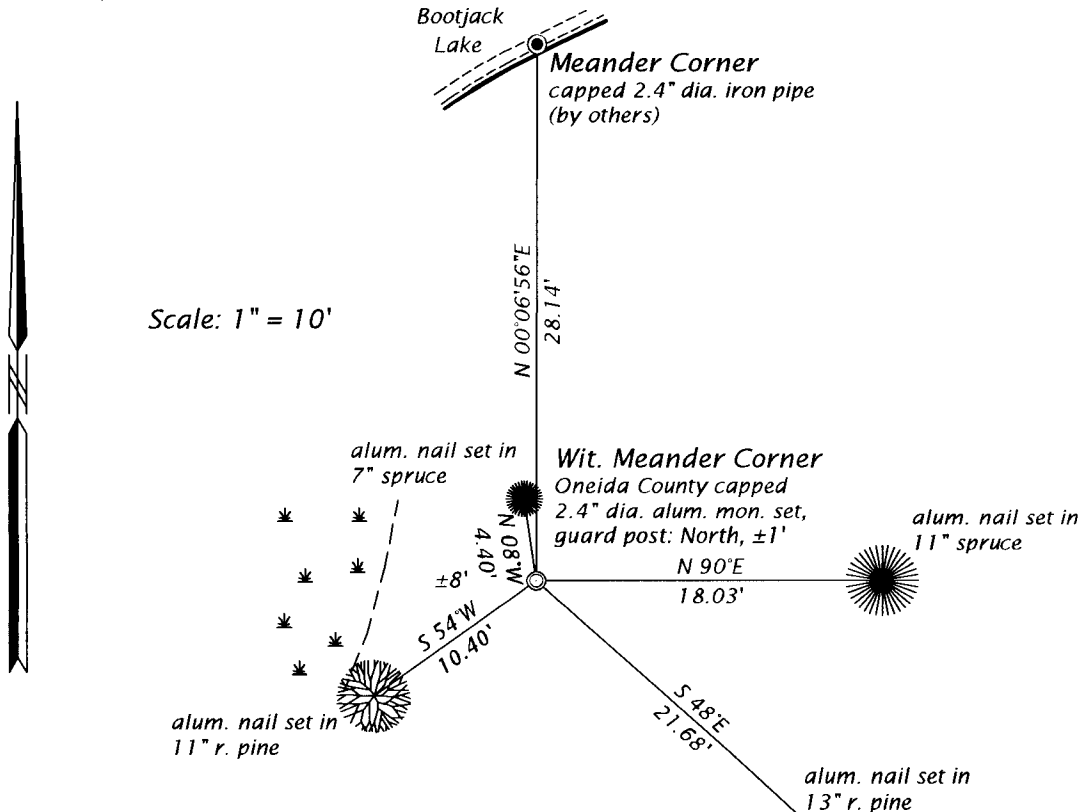 Bootjack
Lake
Meander Corner
capped 2.4" dia. iron pipe
(by others)
N 00°06'56"E
28.14'
Scale: 1" = 10'
alum. nail set in
7" spruce
Wit. Meander Corner
Oneida County capped
2.4" dia. alum. mon. set,
guard post: North, ±1'
N 08°W
4.40'
alum. nail set in
11" spruce
N 90°E
18.03'
±8'
S 54°W
10.40'
alum. nail set in
11" r. pine
S 48°E
21.68'
alum. nail set in
13" r. pine